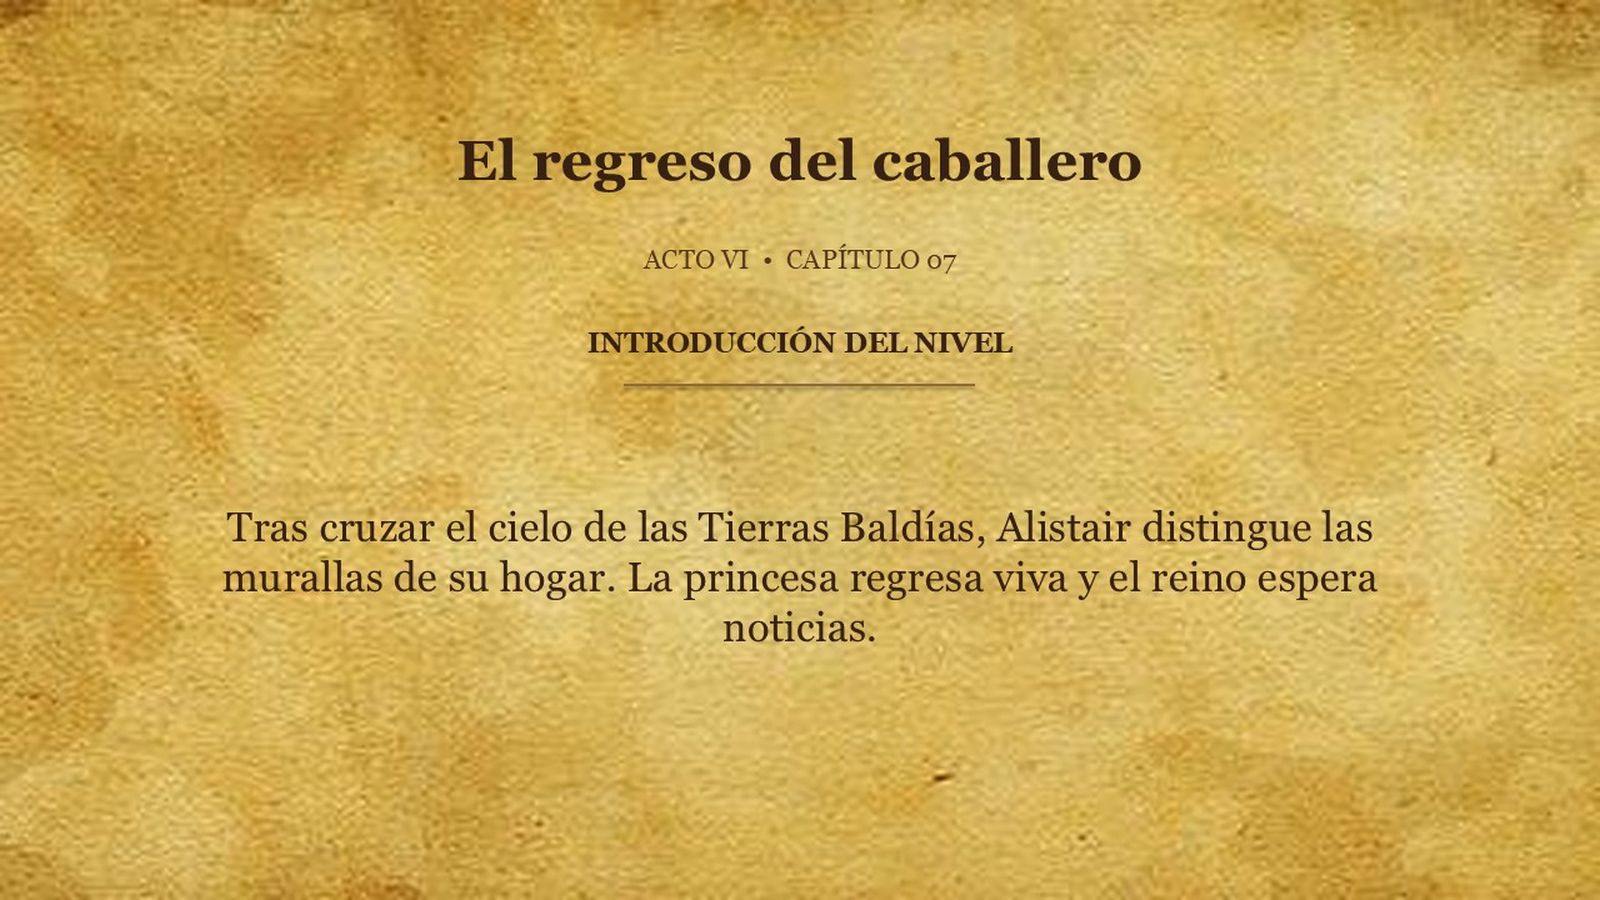 El regreso del caballero
ACTO VI • CAPÍTULO 07
INTRODUCCIÓN DEL NIVEL
Tras cruzar el cielo de las Tierras Baldías, Alistair distingue las
murallas de su hogar. La princesa regresa viva y el reino espera
noticias.